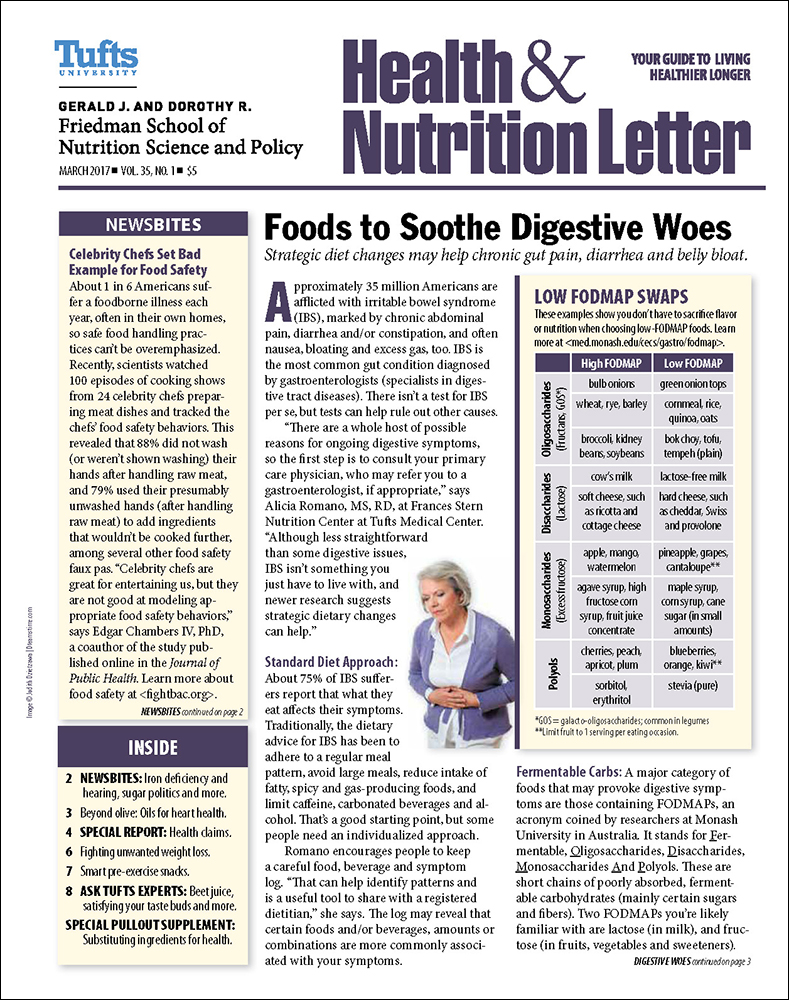 Tufts
UNIVERSITY
GERALD J. AND DOROTHY R.
Friedman School of
Nutrition Science and Policy
MARCH 2017 ■ VOL. 35, NO. 1 ■ $5
Health &
Nutrition Letter
YOUR GUIDE TO LIVING
HEALTHIER LONGER
NEWSBITES
Celebrity Chefs Set Bad
Example for Food Safety
About 1 in 6 Americans suf-
fer a foodborne illness each
year, often in their own homes,
so safe food handling prac-
tices can't be overemphasized.
Recently, scientists watched
100 episodes of cooking shows
from 24 celebrity chefs prepar-
ing meat dishes and tracked the
chefs' food safety behaviors. This
revealed that 88% did not wash
(or weren't shown washing) their
hands after handling raw meat,
and 79% used their presumably
unwashed hands (after handling
raw meat) to add ingredients
that wouldn't be cooked further,
among several other food safety
faux pas. "Celebrity chefs are
great for entertaining us, but they
are not good at modeling ap-
propriate food safety behaviors,"
says Edgar Chambers IV, PhD,
a coauthor of the study pub-
lished online in the Journal of
Public Health. Learn more about
food safety at <fightbac.org>.
NEWSBITES continued on page 2
INSIDE
2 NEWSBITES: Iron deficiency and
hearing, sugar politics and more.
3 Beyond olive: Oils for heart health.
4 SPECIAL REPORT: Health claims.
6 Fighting unwanted weight loss.
7 Smart pre-exercise snacks.
8 ASK TUFTS EXPERTS: Beet juice,
satisfying your taste buds and more.
SPECIAL PULLOUT SUPPLEMENT:
Substituting ingredients for health.
Image © Judith Dzierzawa | Dreamstime.com
Foods to Soothe Digestive Woes
Strategic diet changes may help chronic gut pain, diarrhea and belly bloat.
Approximately 35 million Americans are
afflicted with irritable bowel syndrome
(IBS), marked by chronic abdominal
pain, diarrhea and/or constipation, and often
nausea, bloating and excess gas, too. IBS is
the most common gut condition diagnosed
by gastroenterologists (specialists in diges-
tive tract diseases). There isn't a test for IBS
per se, but tests can help rule out other causes.
"There are a whole host of possible
reasons for ongoing digestive symptoms,
so the first step is to consult your primary
care physician, who may refer you to a
gastroenterologist, if appropriate," says
Alicia Romano, MS, RD, at Frances Stern
Nutrition Center at Tufts Medical Center.
"Although less straightforward
than some digestive issues,
IBS isn't something you
just have to live with, and
newer research suggests
strategic dietary changes
can help."
Standard Diet Approach:
About 75% of IBS suffer-
ers report that what they
eat affects their symptoms.
Traditionally, the dietary
advice for IBS has been to
adhere to a regular meal
pattern, avoid large meals, reduce intake of
fatty, spicy and gas-producing foods, and
limit caffeine, carbonated beverages and al-
cohol. That's a good starting point, but some
people need an individualized approach.
Romano encourages people to keep
a careful food, beverage and symptom
log. "That can help identify patterns and
is a useful tool to share with a registered
dietitian," she says. The log may reveal that
certain foods and/or beverages, amounts or
combinations are more commonly associ-
ated with your symptoms.
LOW FODMAP SWAPS
These examples show you don't have to sacrifice flavor
or nutrition when choosing low-FODMAP foods. Learn
more at <med.monash.edu/cecs/gastro/fodmap>.
High FODMAP Low FODMAP
Oligosaccharides
(Fructans, GOS*)
bulb onions green onion tops
wheat, rye, barley cornmeal, rice,
quinoa, oats
broccoli, kidney bok choy, tofu,
beans, soybeans tempeh (plain)
Disaccharides
(Lactose)
cow's milk lactose-free milk
soft cheese, such hard cheese, such
as ricotta and as cheddar, Swiss
cottage cheese and provolone
Monosaccharides
(Excess fructose)
apple, mango, pineapple, grapes,
watermelon cantaloupe**
agave syrup, high maple syrup,
fructose corn corn syrup, cane
syrup, fruit juice sugar (in small
concentrate amounts)
Polyols
cherries, peach, blueberries,
apricot, plum orange, kiwi**
sorbitol, stevia (pure)
erythritol
*GOS = galacto-oligosaccharides; common in legumes
**Limit fruit to 1 serving per eating occasion.
Fermentable Carbs: A major category of
foods that may provoke digestive symp-
toms are those containing FODMAPs, an
acronym coined by researchers at Monash
University in Australia. It stands for Fer-
mentable, Oligosaccharides, Disaccharides,
Monosaccharides And Polyols. These are
short chains of poorly absorbed, ferment-
able carbohydrates (mainly certain sugars
and fibers). Two FODMAPs you're likely
familiar with are lactose (in milk), and fruc-
tose (in fruits, vegetables and sweeteners).
DIGESTIVE WOES continued on page 3